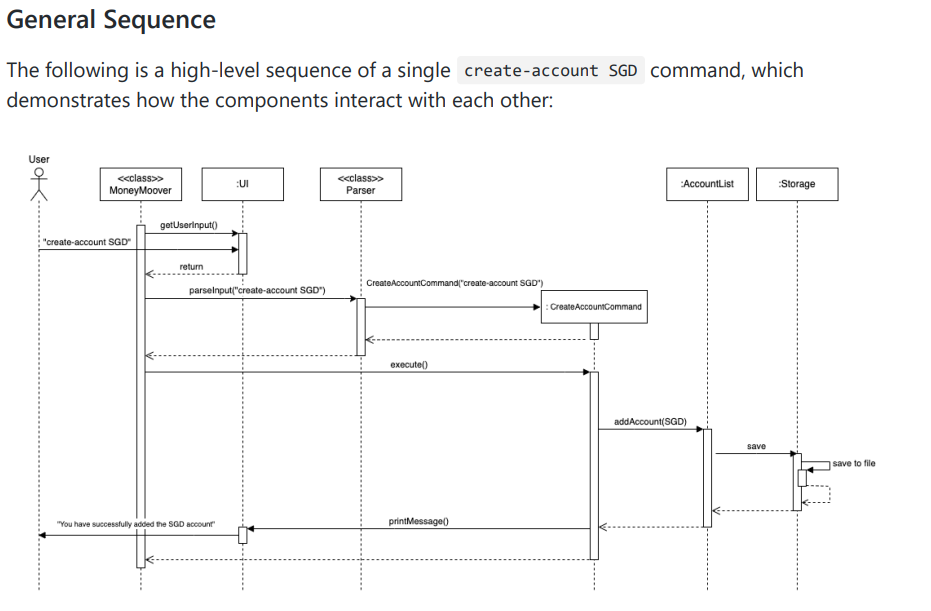 General Sequence
The following is a high-level sequence of a single create-account SGD command, which
demonstrates how the components interact with each other:
User
<<class>>
MoneyMoover
:UI
<<class>>
Parser
:AccountList
:Storage
getUserInput()
"create-account SGD"
return
parseInput("create-account SGD")
CreateAccountCommand("create-account SGD")
: CreateAccountCommand
execute()
addAccount(SGD)
save
save to file
printMessage()
"You have successfully added the SGD account"